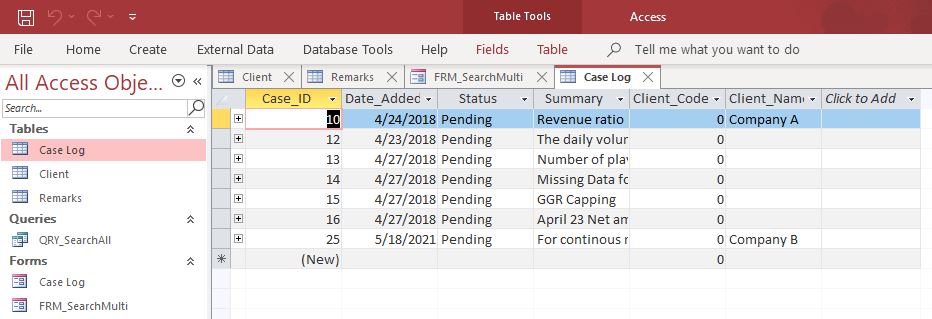 Table Tools Access
File Home Create External Data Database Tools Help Fields Table Tell me what you want to do
All Access Obje...
Search...
Tables
Case Log
Client
Remarks
Queries
QRY_SearchAll
Forms
Case Log
FRM_SearchMulti
Client Remarks FRM_SearchMulti Case Log
Case_ID Date_Added Status Summary Client_Code Client_Name Click to Add
10 4/24/2018 Pending Revenue ratio 0 Company A
12 4/23/2018 Pending The daily volur 0
13 4/27/2018 Pending Number of play 0
14 4/27/2018 Pending Missing Data fo 0
15 4/27/2018 Pending GGR Capping 0
16 4/27/2018 Pending April 23 Net am 0
25 5/18/2021 Pending For continous r 0 Company B
(New) 0